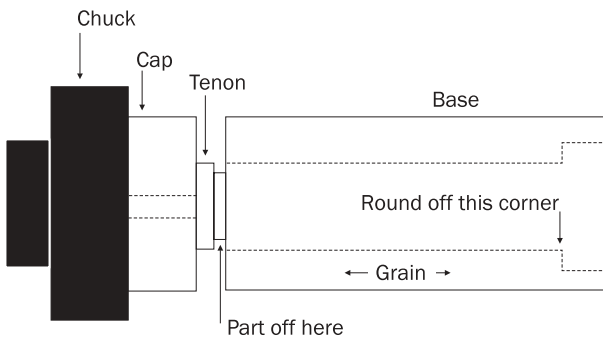 Chuck
Cap
Tenon
Base
Round off this corner
Grain
Part off here